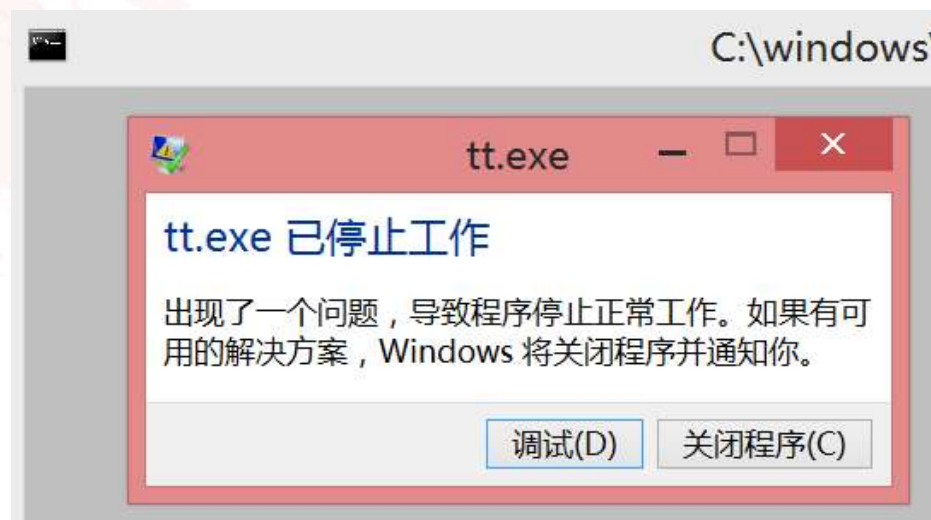 C:\windows\
tt.exe
tt.exe 已停止工作
出现了一个问题，导致程序停止正常工作。如果有可
用的解决方案，Windows 将关闭程序并通知你。
调试(D)
关闭程序(C)